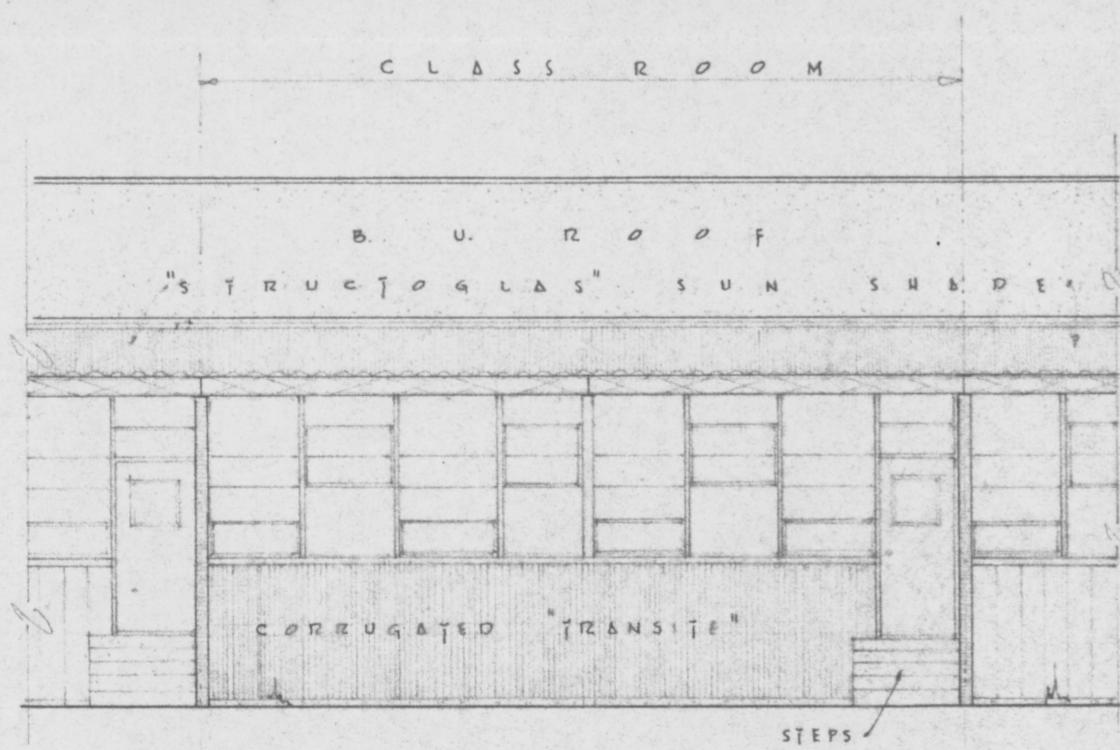 CLASS ROOM
B. U. ROOF
"STRUCTOGLAS" SUN SHADE
CORRUGATED "TRANSITE"
STEPS